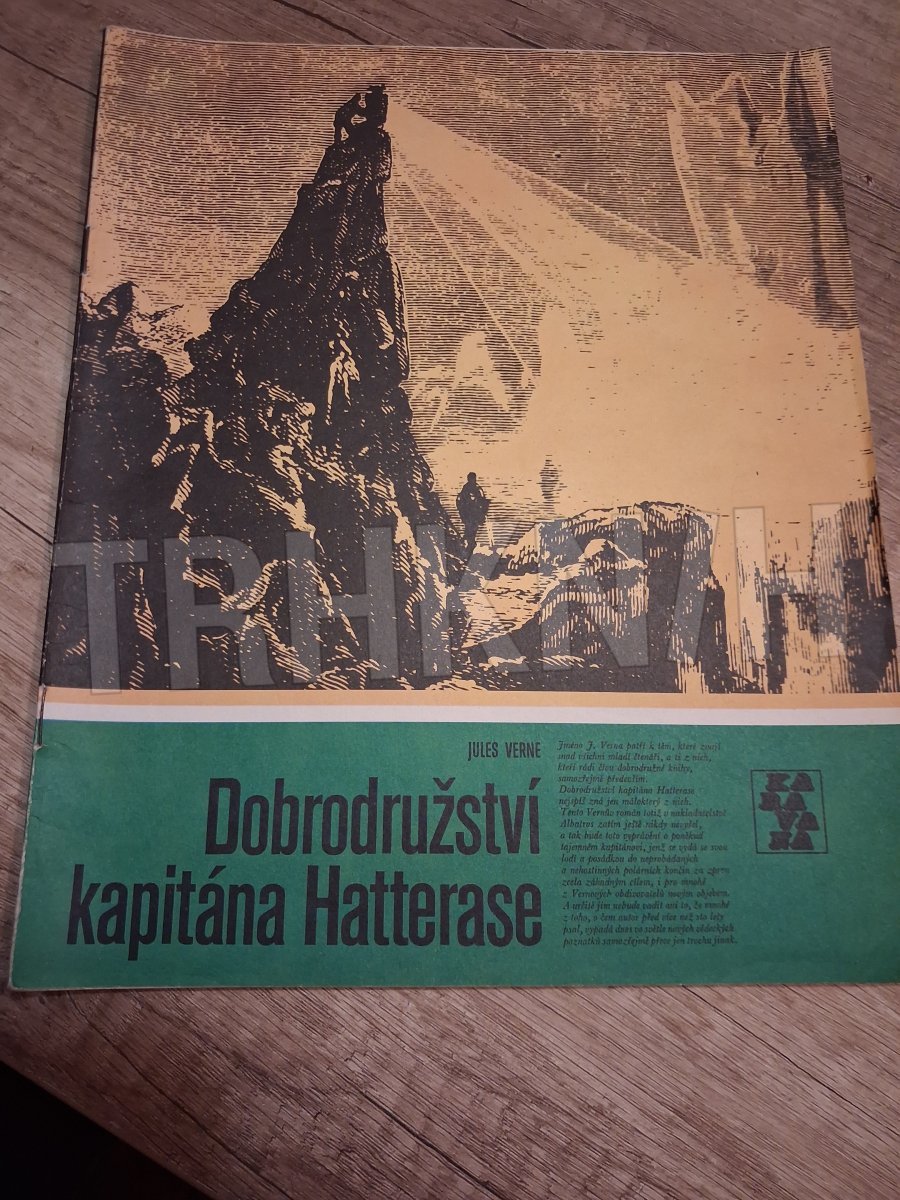 TRHKNIH
JULES VERNE
Dobrodružství
kapitána Hatterase
Jméno J. Verna patří k těm, které znají
snad všichni mladí čtenáři, a ti z nich,
kteří rádi čtou dobrodružné knihy,
samozřejmě především.
Dobrodružství kapitána Hatterase
nejspíš zná jen málokterý z nich.
Tento Vernův román totiž v nakladatelství
Albatros zatím ještě nikdy nevyšel,
a tak bude toto vyprávění o poněkud
tajemném kapitánovi, jenž se vydá se svou
lodí a posádkou do neprobádaných
a nehostinných polárních končin za zprvu
zcela záhadným cílem, i pro mnohé
z Vernových obdivovatelů novým objevem.
A určitě jim nebude vadit ani to, že mnohé
z toho, o čem autor před více než sto lety
psal, vypadá dnes ve světle nových vědeckých
poznatků samozřejmě přece jen trochu jinak.
KA
RA
VA
NA